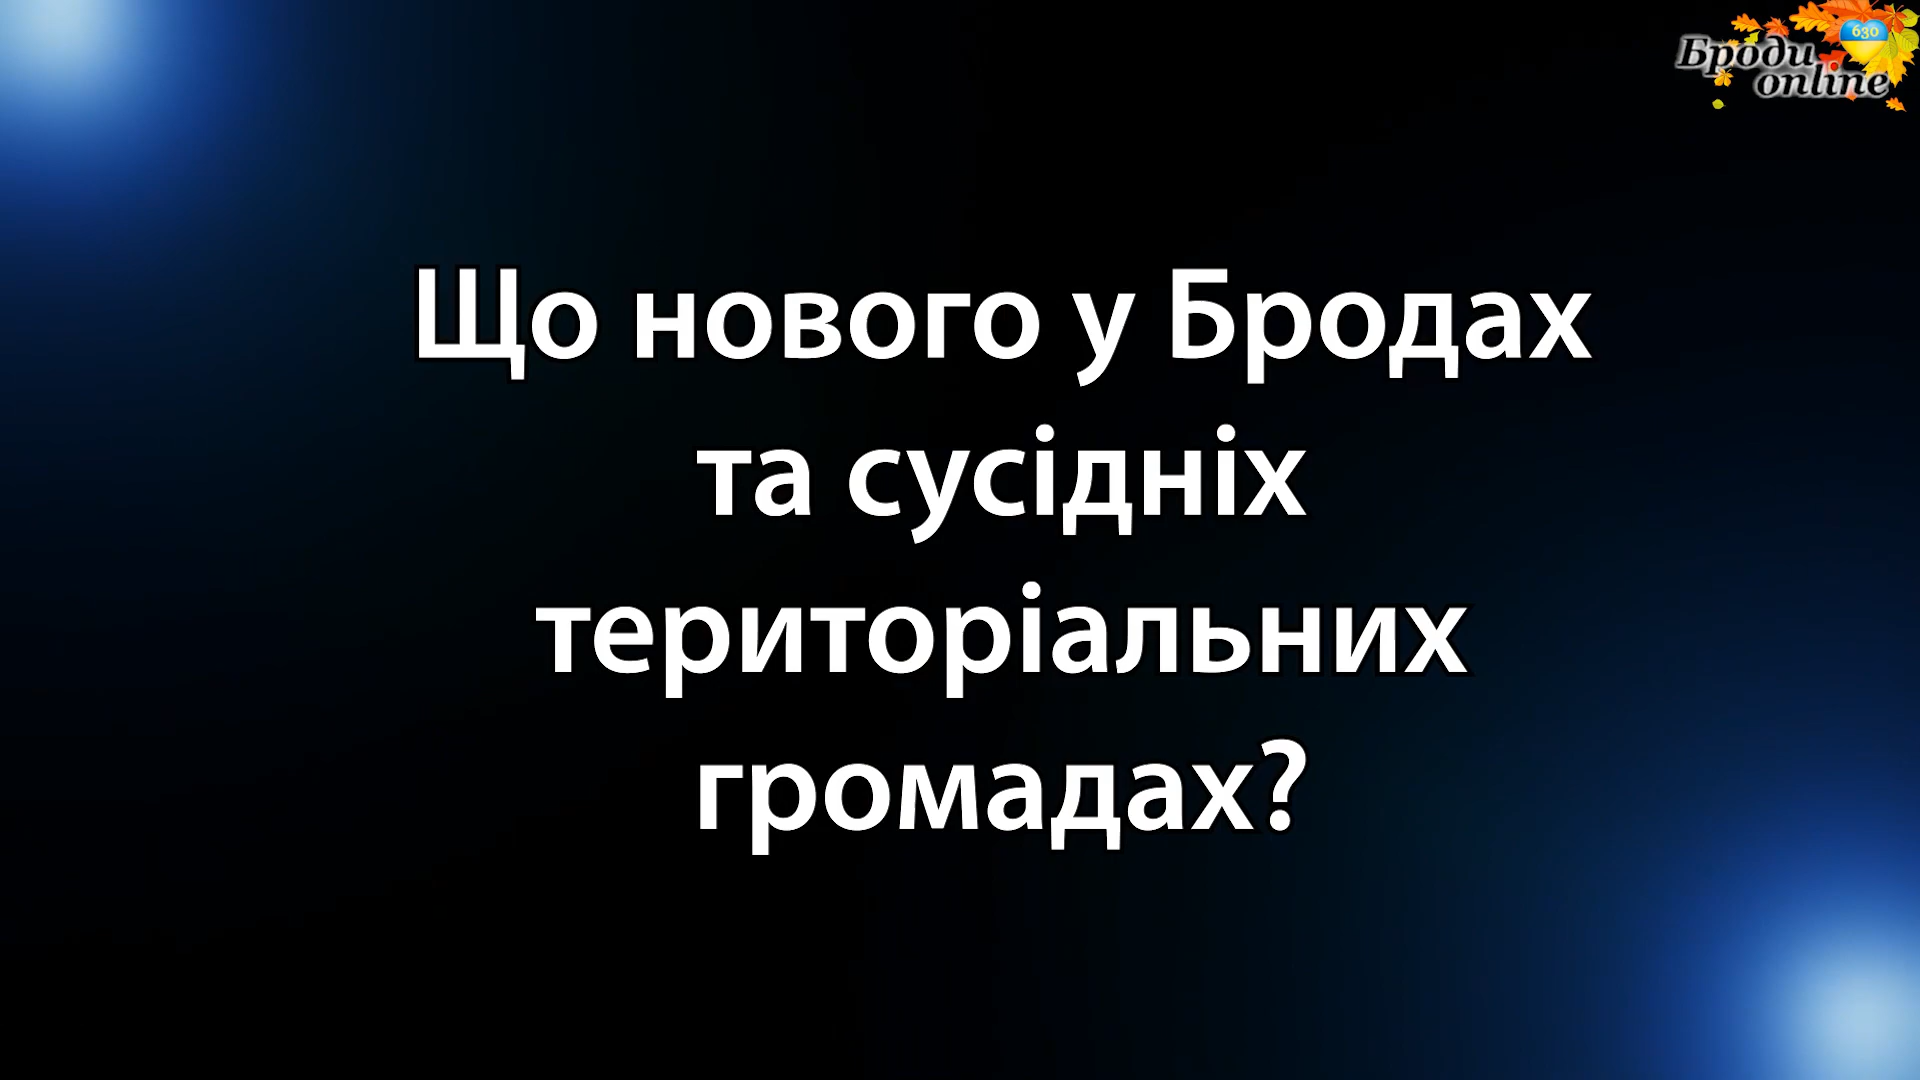 630
Броди
online
Що нового у Бродах
та сусідніх
територіальних
громадах?